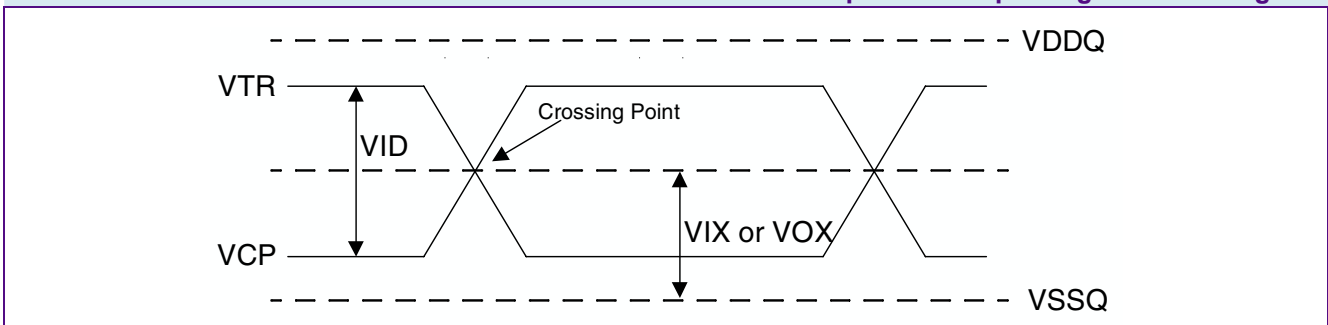 VDDQ
VTR
Crossing Point
VID
VIX or VOX
VCP
VSSQ